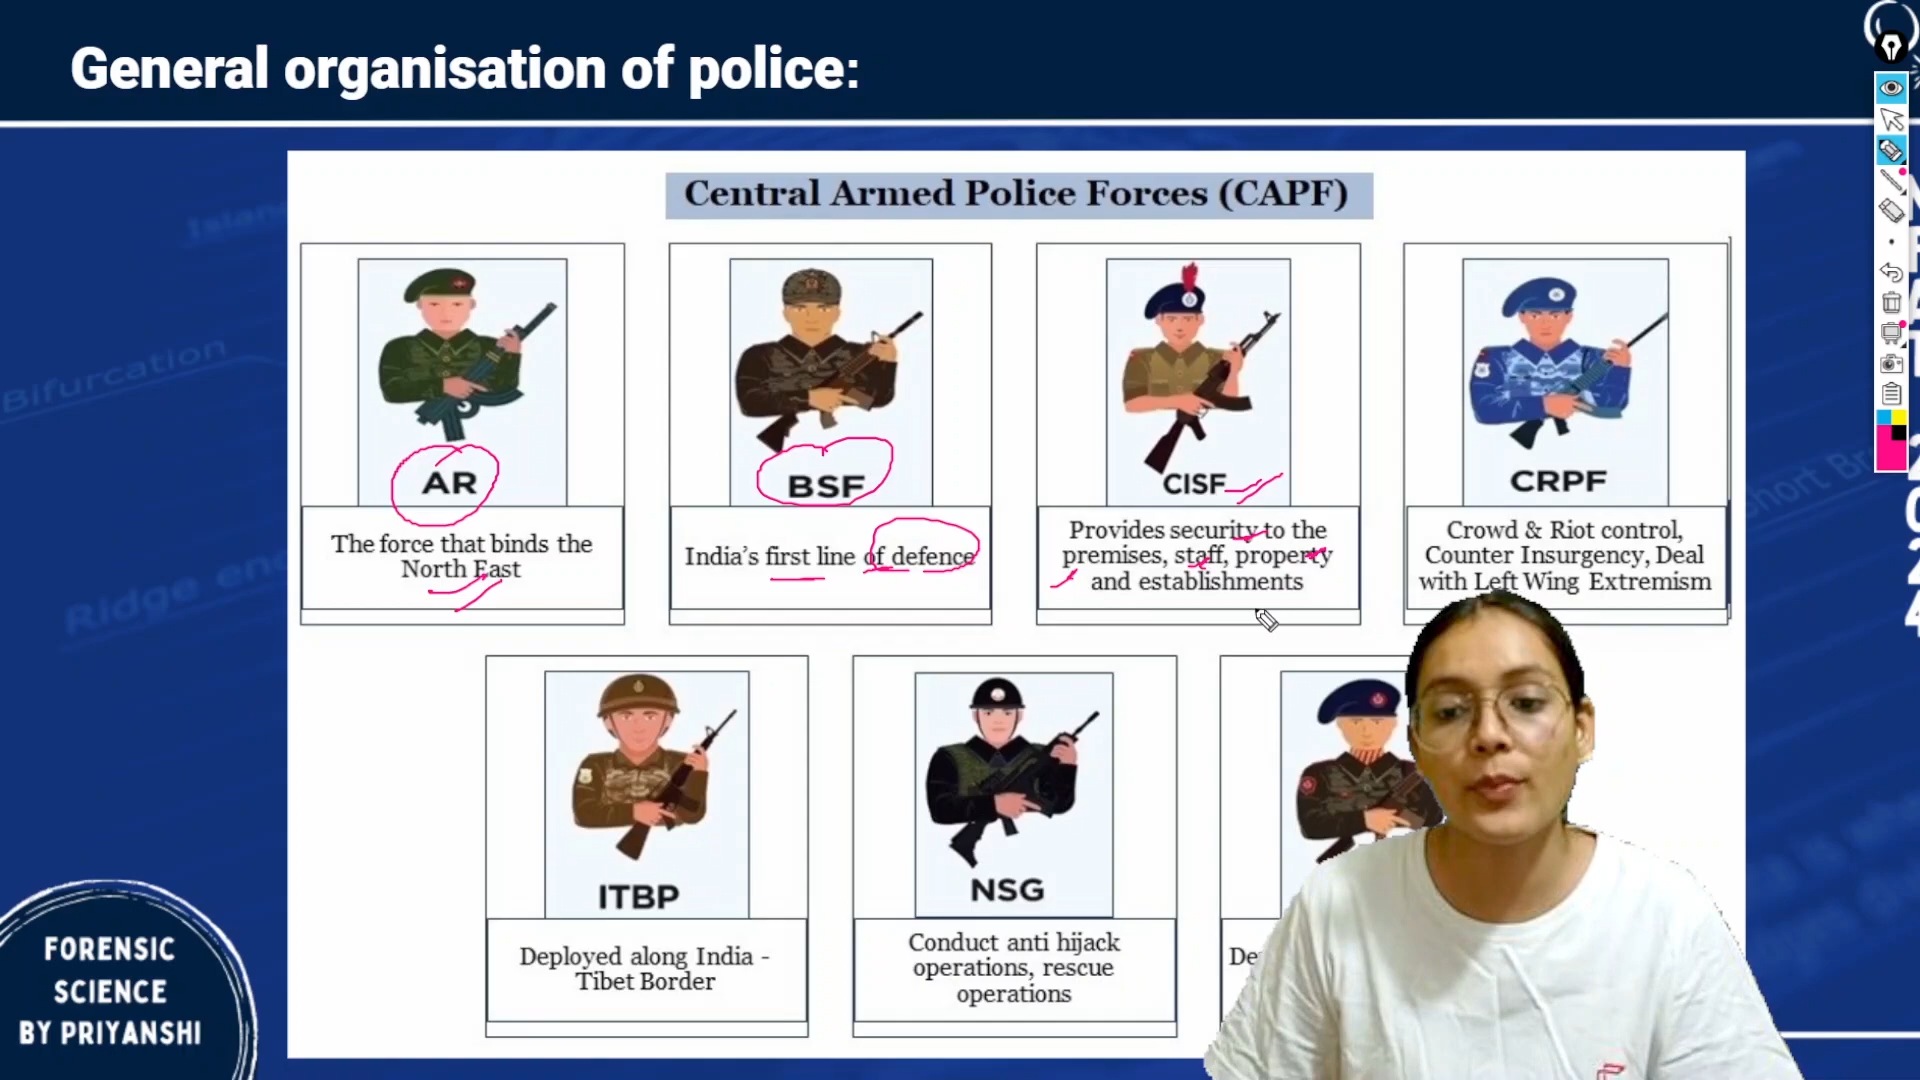 General organisation of police:
Central Armed Police Forces (CAPF)
AR
The force that binds the
North East
BSF
India's first line of defence
CISF
Provides security to the
premises, staff, property
and establishments
CRPF
Crowd & Riot control,
Counter Insurgency, Deal
with Left Wing Extremism
ITBP
Deployed along India -
Tibet Border
NSG
Conduct anti hijack
operations, rescue
operations
FORENSIC
SCIENCE
BY PRIYANSHI
Bifurcation